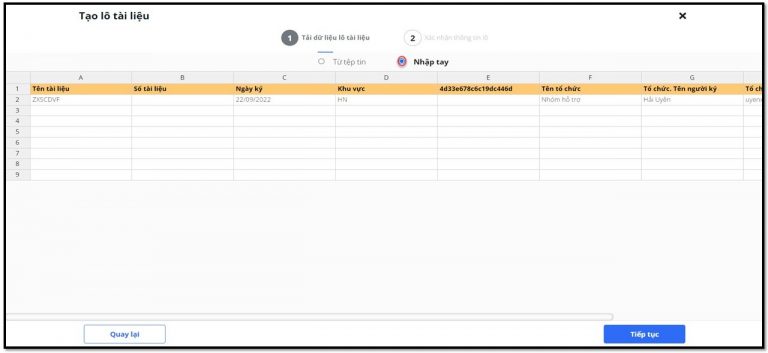 Tạo lô tài liệu
1 Tải dữ liệu lô tài liệu 2 Xác nhận thông tin lô
Từ tệp tin Nhập tay
A B C D E F G
1 Tên tài liệu Số tài liệu Ngày ký Khu vực 4d33e678c6c19dc446d Tên tổ chức Tổ chức. Tên người ký Tổ ch
2 ZXSCDVF 22/09/2022 HN Nhóm hỗ trợ Hải Uyên
3
4
5
6
7
8
9
Quay lại Tiếp tục